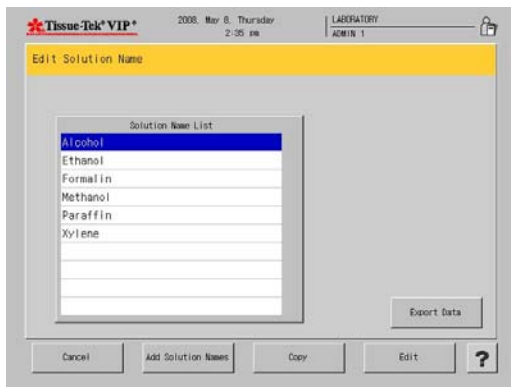 Tissue-Tek® VIP®
2008, May 8, Thursday
2:35 pm
LABORATORY
ADMIN 1
Edit Solution Name
Solution Name List
Alcohol
Ethanol
Formalin
Methanol
Paraffin
Xylene
Export Data
Cancel
Add Solution Names
Copy
Edit
?